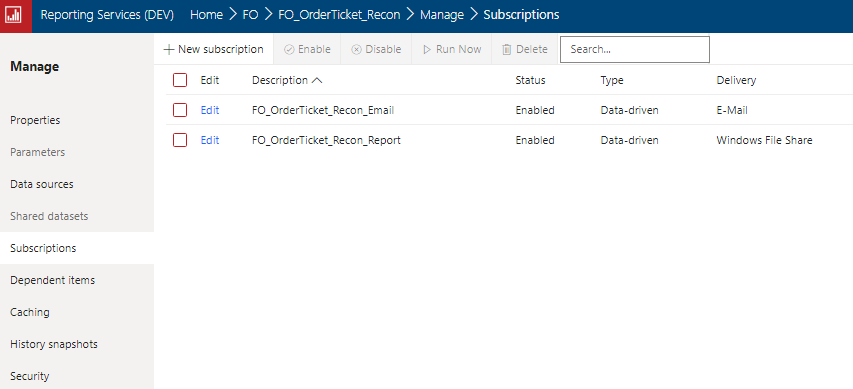 Reporting Services (DEV) Home > FO > FO_OrderTicket_Recon > Manage > Subscriptions
Manage
+ New subscription Enable Disable Run Now Delete Search...
Edit Description Status Type Delivery
Edit FO_OrderTicket_Recon_Email Enabled Data-driven E-Mail
Edit FO_OrderTicket_Recon_Report Enabled Data-driven Windows File Share
Properties
Parameters
Data sources
Shared datasets
Subscriptions
Dependent items
Caching
History snapshots
Security